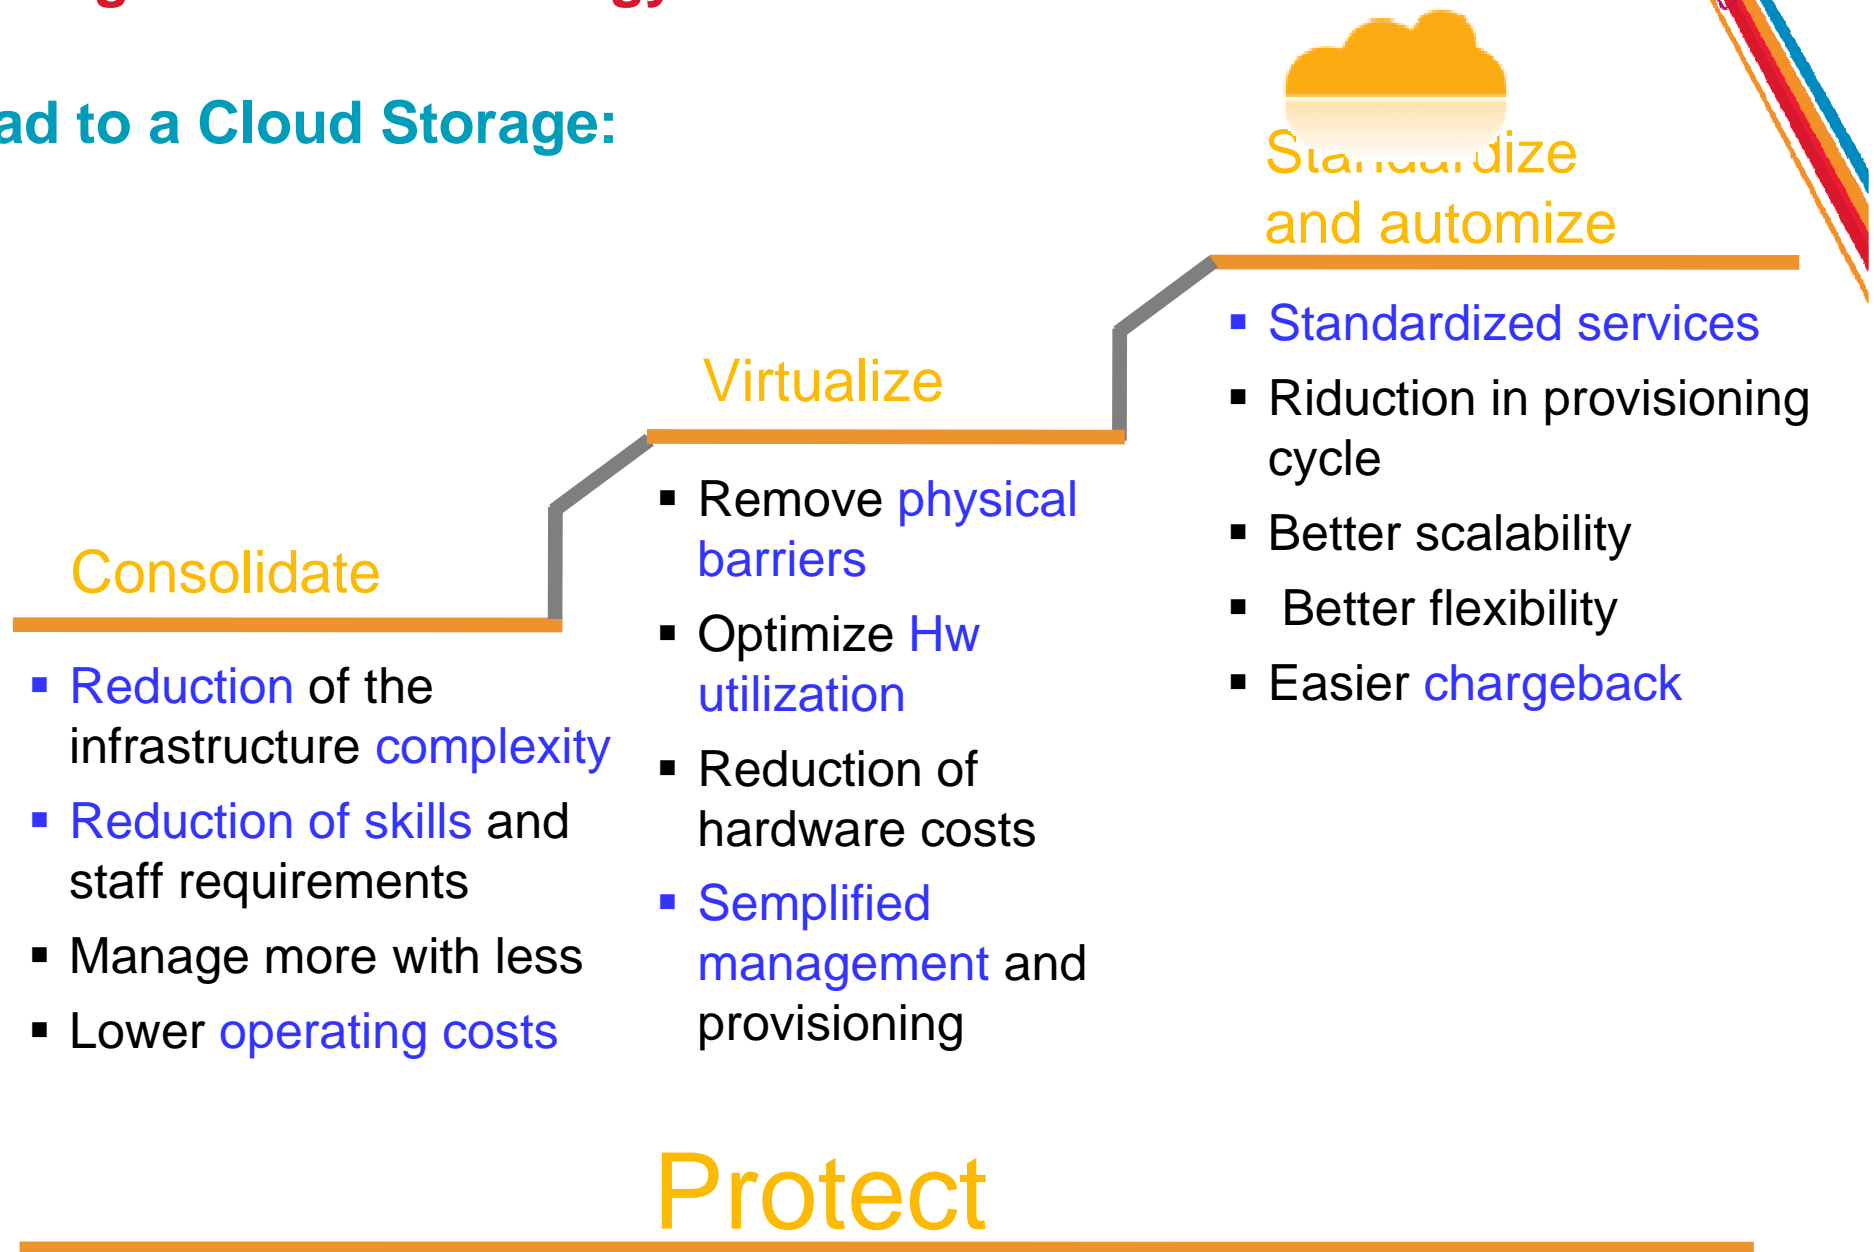 ad to a Cloud Storage:
Standardize
and automize
Virtualize
Consolidate
▪ Standardized services
▪ Riduction in provisioning
cycle
▪ Better scalability
▪ Better flexibility
▪ Easier chargeback
▪ Remove physical
barriers
▪ Optimize Hw
utilization
▪ Reduction of
hardware costs
▪ Semplified
management and
provisioning
▪ Reduction of the
infrastructure complexity
▪ Reduction of skills and
staff requirements
▪ Manage more with less
▪ Lower operating costs
Protect